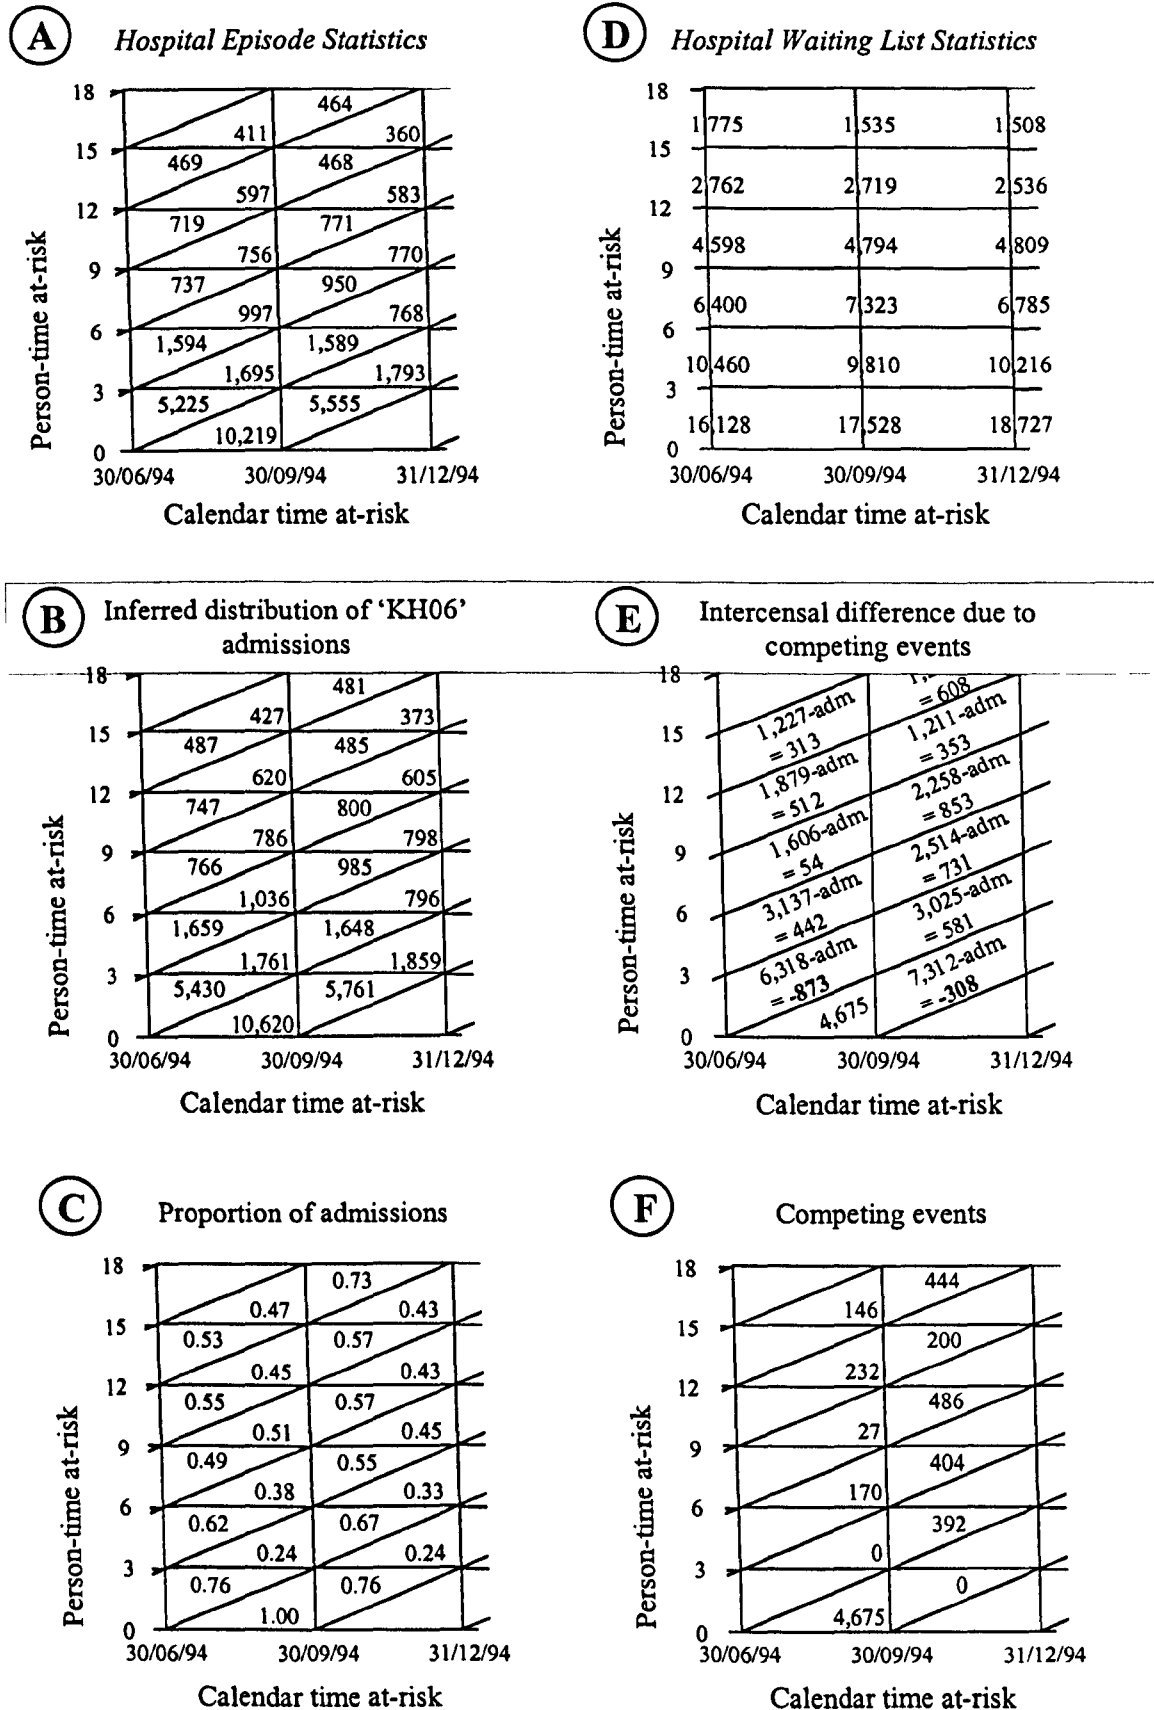 A Hospital Episode Statistics
18
464
411 360
15
469 468
597 583
12
719 771
756 770
9
737 950
997 768
6
1,594 1,589
1,695 1,793
3
5,225 5,555
10,219
0
30/06/94 30/09/94 31/12/94
Calendar time at-risk
Person-time at-risk
D Hospital Waiting List Statistics
18
1,775 1,535 1,508
15
2,762 2,719 2,536
12
4,598 4,794 4,809
9
6,400 7,323 6,785
6
10,460 9,810 10,216
3
16,128 17,528 18,727
0
30/06/94 30/09/94 31/12/94
Calendar time at-risk
Person-time at-risk
B Inferred distribution of 'KH06'
admissions
18
481
427 373
15
487 485
620 605
12
747 800
786 798
9
766 985
1,036 796
6
1,659 1,648
1,761 1,859
3
5,430 5,761
10,620
0
30/06/94 30/09/94 31/12/94
Calendar time at-risk
Person-time at-risk
E Intercensal difference due to
competing events
18
= 608
1,227-adm 1,211-adm
= 313 = 353
15
1,879-adm 2,258-adm
= 512 = 853
12
1,606-adm 2,514-adm
= 54 = 731
9
3,137-adm 3,025-adm
= 442 = 581
6
6,318-adm 7,312-adm
= -873 = -308
3
4,675
0
30/06/94 30/09/94 31/12/94
Calendar time at-risk
Person-time at-risk
C Proportion of admissions
18
0.73
0.47 0.43
15
0.53 0.57
0.45 0.43
12
0.55 0.57
0.51 0.45
9
0.49 0.55
0.38 0.33
6
0.62 0.67
0.24 0.24
3
0.76 0.76
1.00
0
30/06/94 30/09/94 31/12/94
Calendar time at-risk
Person-time at-risk
F Competing events
18
444
146
15
200
232
12
486
27
9
404
170
6
392
0
3
0
4,675
0
30/06/94 30/09/94 31/12/94
Calendar time at-risk
Person-time at-risk